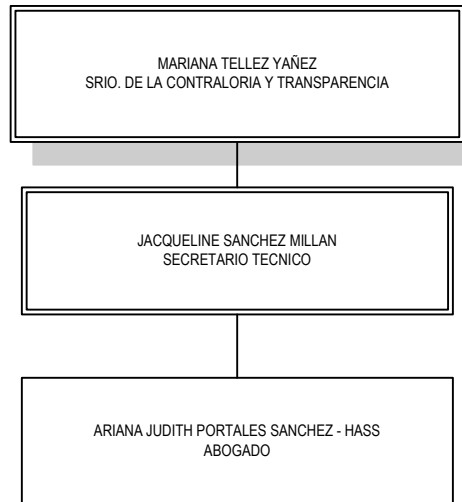 MARIANA TELLEZ YAÑEZ
SRIO. DE LA CONTRALORIA Y TRANSPARENCIA
JACQUELINE SANCHEZ MILLAN
SECRETARIO TECNICO
ARIANA JUDITH PORTALES SANCHEZ - HASS
ABOGADO